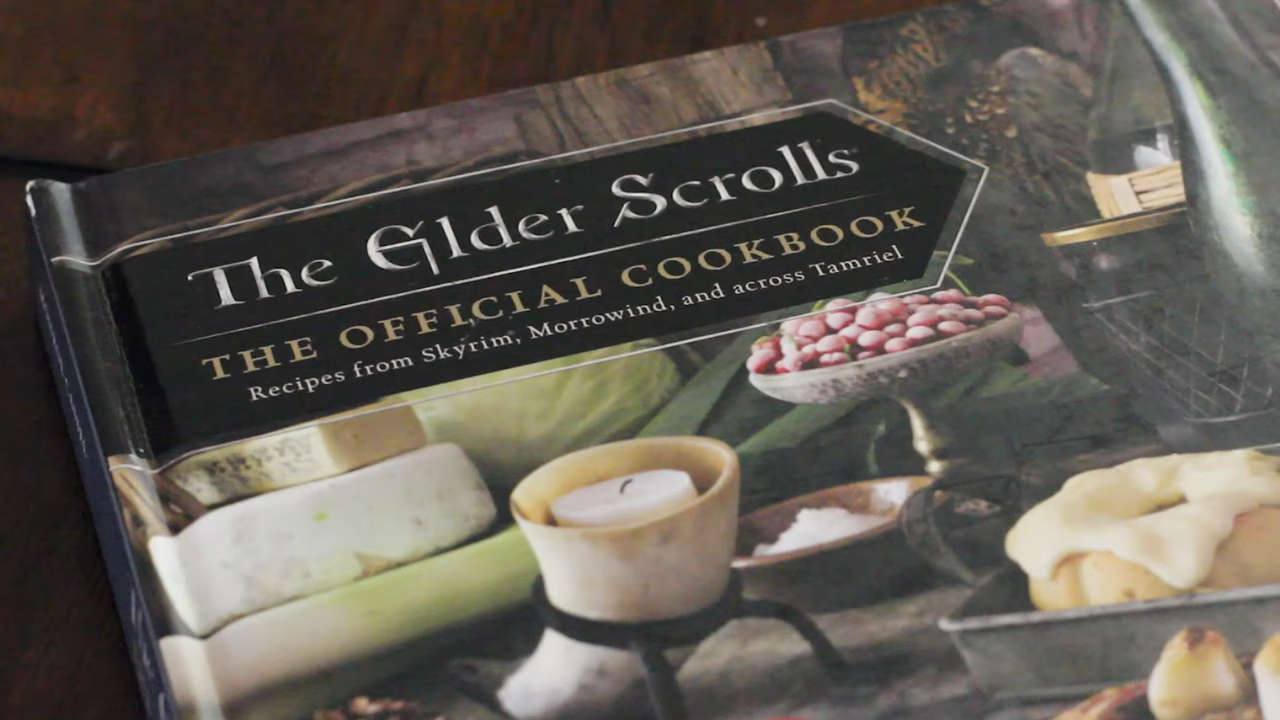 The Elder Scrolls
THE OFFICIAL COOKBOOK
Recipes from Skyrim, Morrowind, and across Tamriel